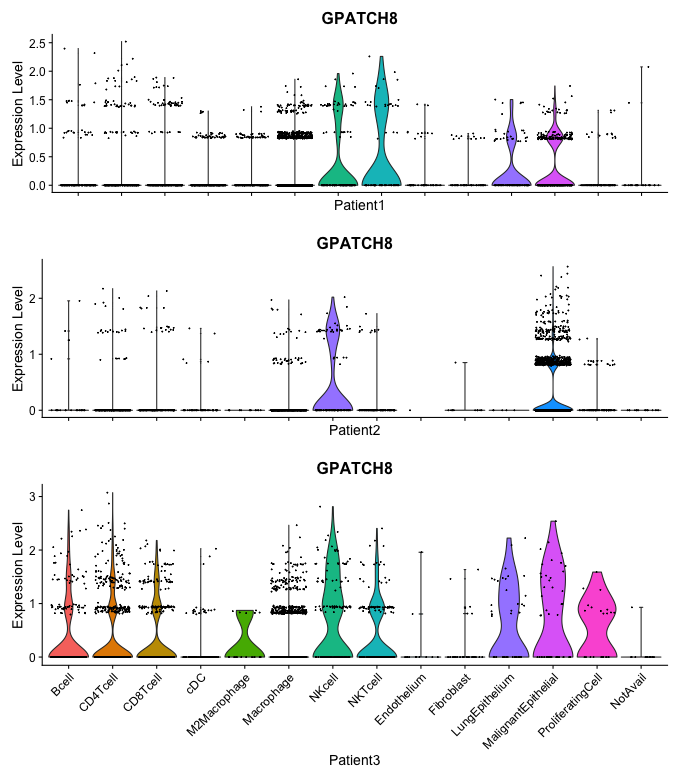 GPATCH8
Expression Level
2.5
2.0
1.5
1.0
0.5
0.0
Patient1
GPATCH8
Expression Level
2
1
0
Patient2
GPATCH8
Expression Level
3
2
1
0
Bcell
CD4Tcell
CD8Tcell
cDC
M2Macrophage
Macrophage
NKcell
NKTcell
Endothelium
Fibroblast
LungEpithelium
MalignantEpithelial
ProliferatingCell
NotAvail
Patient3